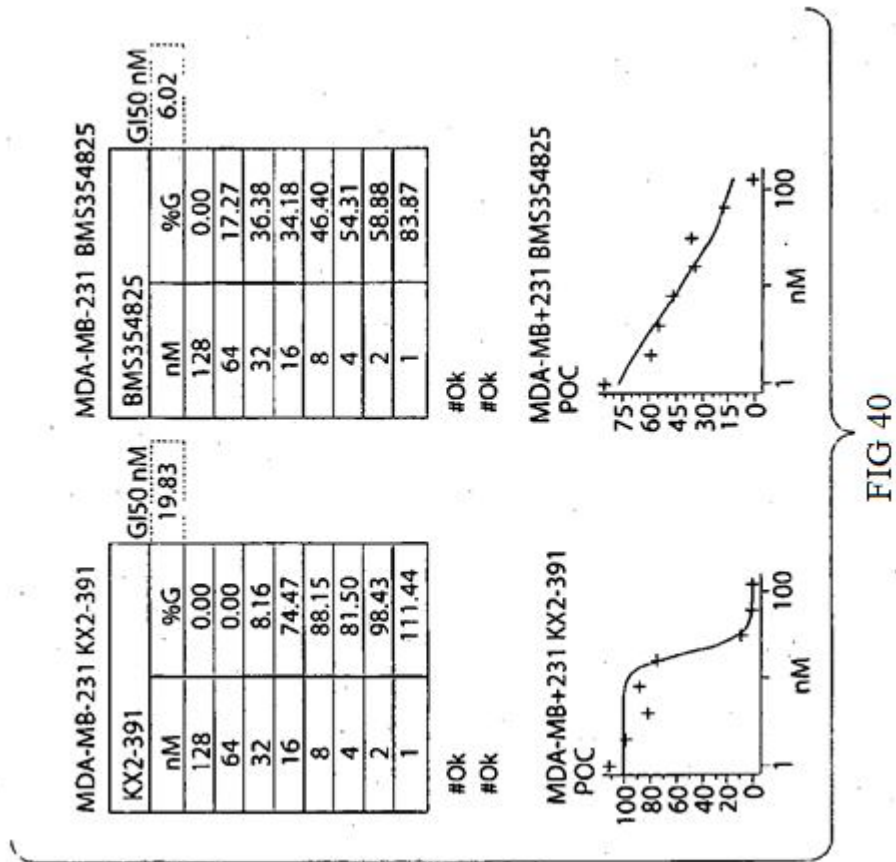 MDA-MB-231 KX2-391
KX2-391 GI50 nM
nM %G 19.83
128 0.00
64 0.00
32 8.16
16 74.47
8 88.15
4 81.50
2 98.43
1 111.44
#Ok
#Ok
MDA-MB+231 KX2-391
POC
100
80
60
40
20
0
1 100
nM
MDA-MB-231 BMS354825
BMS354825 GI50 nM
nM %G 6.02
128 0.00
64 17.27
32 36.38
16 34.18
8 46.40
4 54.31
2 58.88
1 83.87
#Ok
#Ok
MDA-MB+231 BMS354825
POC
75
60
45
30
15
0
1 100
nM
FIG 40